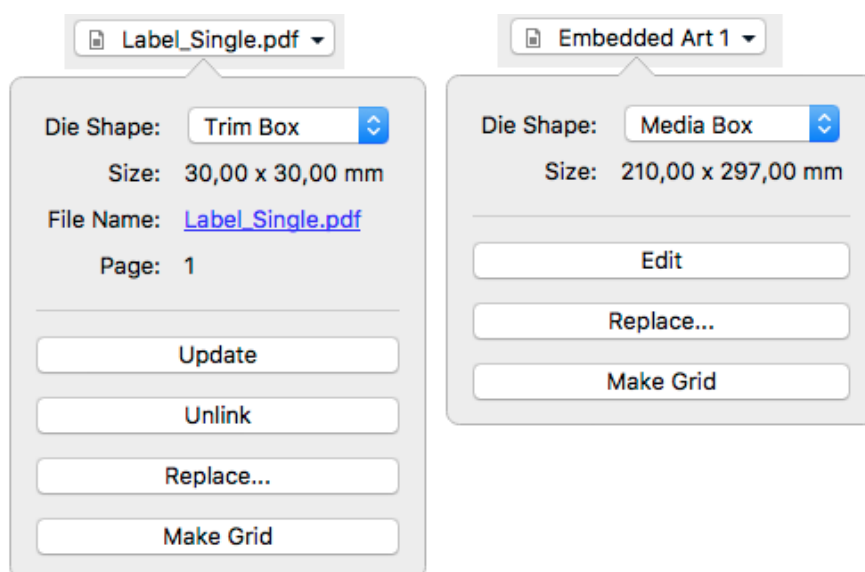 Label_Single.pdf
Die Shape: Trim Box
Size: 30,00 x 30,00 mm
File Name: Label_Single.pdf
Page: 1
Update
Unlink
Replace...
Make Grid
Embedded Art 1
Die Shape: Media Box
Size: 210,00 x 297,00 mm
Edit
Replace...
Make Grid